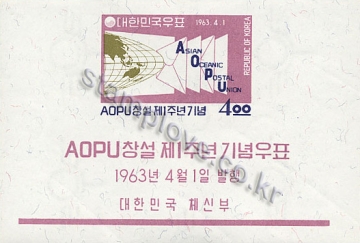 대한민국우표 1963.4.1
REPUBLIC OF KOREA
ASIAN
OCEANIC
POSTAL
UNION
AOPU창설 제1주년기념 4.00
AOPU창설 제1주년 기념우표
1963년 4월 1일 발행
대한민국 체신부
stamplove.co.kr